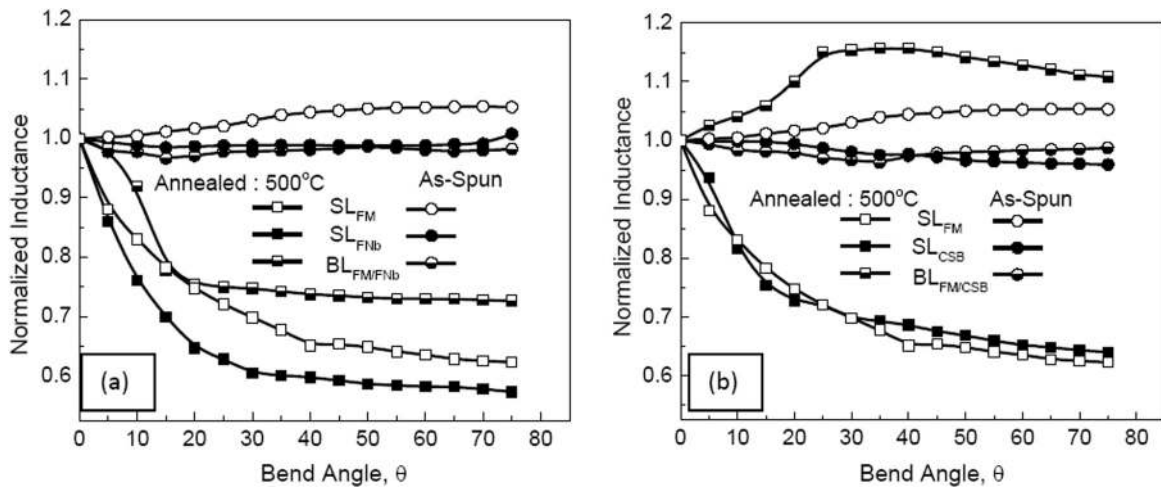 1.2
1.1
1.0
0.9
0.8
0.7
0.6
Normalized Inductance
Annealed : 500°C As-Spun
SL_FM
SL_FNb
BL_FM/FNb
(a)
0 10 20 30 40 50 60 70 80
Bend Angle, θ
1.2
1.1
1.0
0.9
0.8
0.7
0.6
Normalized Inductance
Annealed : 500°C As-Spun
SL_FM
SL_CSB
BL_FM/CSB
(b)
0 10 20 30 40 50 60 70 80
Bend Angle, θ